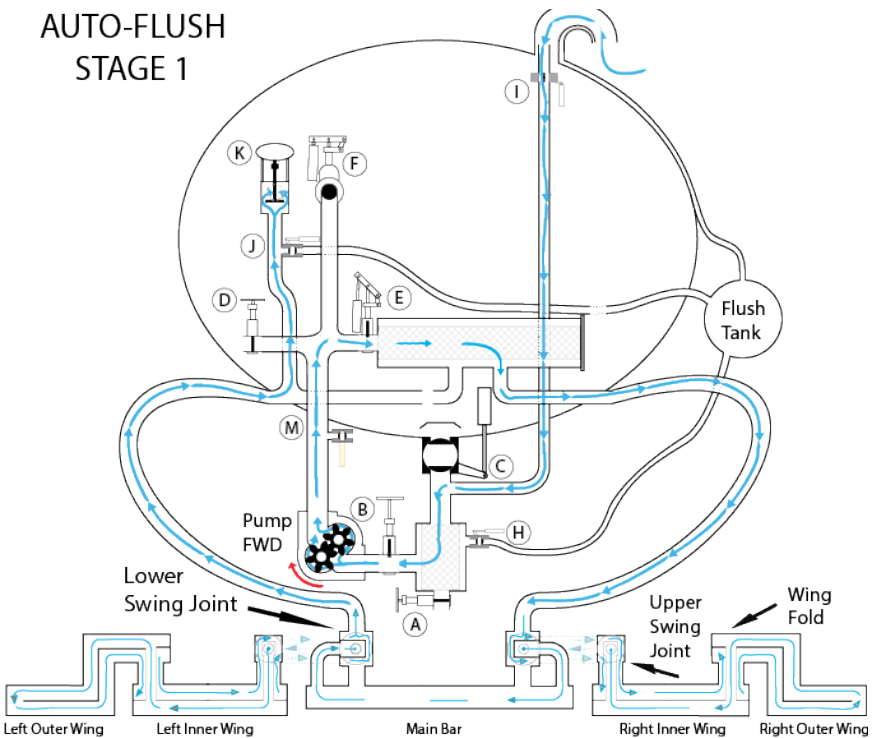 AUTO-FLUSH
STAGE 1
I
K
F
J
D
E
Flush
Tank
M
C
B
H
Pump
FWD
Lower
Swing Joint
A
Upper
Swing
Joint
Wing
Fold
Left Outer Wing
Left Inner Wing
Main Bar
Right Inner Wing
Right Outer Wing